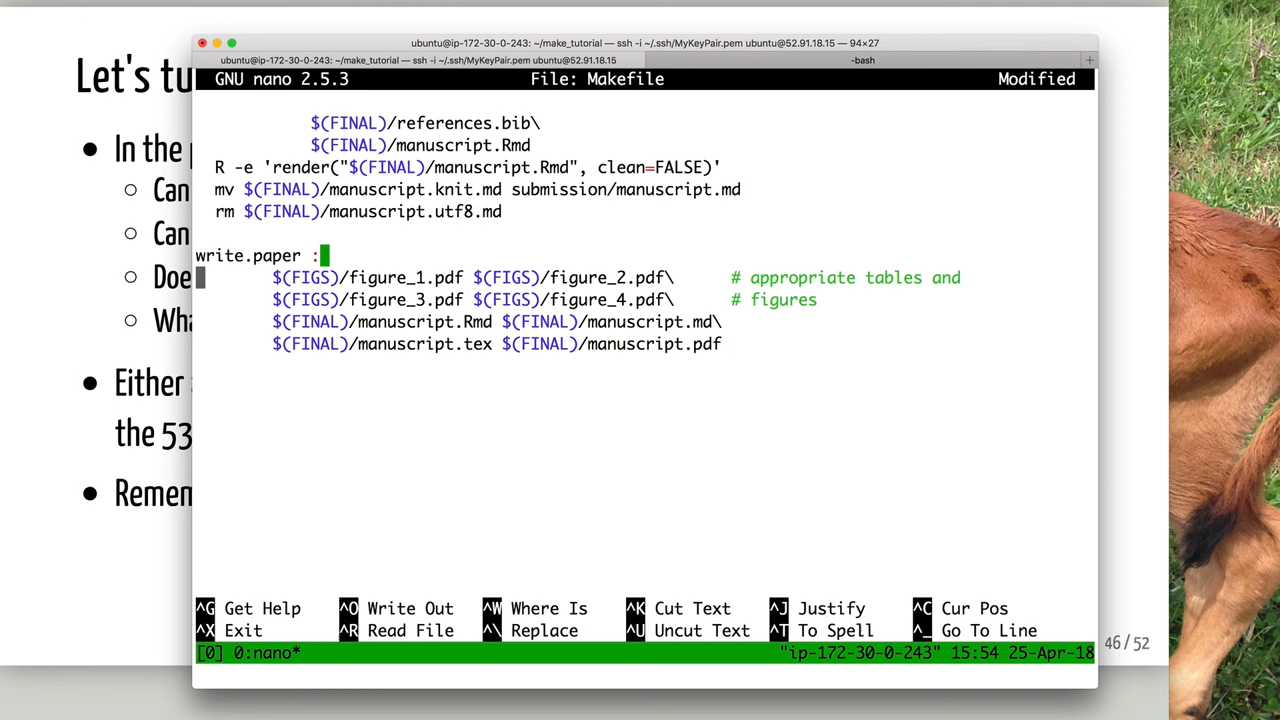 Let's tu
In the
Can
Can
Doe
Wha
Either
the 53
Remem
ubuntu@ip-172-30-0-243: ~/make_tutorial — ssh -i ~/.ssh/MyKeyPair.pem ubuntu@52.91.18.15 — 94×27
ubuntu@ip-172-30-0-243: ~/make_tutorial — ssh -i ~/.ssh/MyKeyPair.pem ubuntu@52.91.18.15
-bash
+
GNU nano 2.5.3 File: Makefile Modified
$(FINAL)/references.bib\
$(FINAL)/manuscript.Rmd
R -e 'render("$(FINAL)/manuscript.Rmd", clean=FALSE)'
mv $(FINAL)/manuscript.knit.md submission/manuscript.md
rm $(FINAL)/manuscript.utf8.md
write.paper :
$(FIGS)/figure_1.pdf $(FIGS)/figure_2.pdf\ # appropriate tables and
$(FIGS)/figure_3.pdf $(FIGS)/figure_4.pdf\ # figures
$(FINAL)/manuscript.Rmd $(FINAL)/manuscript.md\
$(FINAL)/manuscript.tex $(FINAL)/manuscript.pdf
^G Get Help ^O Write Out ^W Where Is ^K Cut Text ^J Justify ^C Cur Pos
^X Exit ^R Read File ^\ Replace ^U Uncut Text ^T To Spell ^_ Go To Line
[0] 0:nano* "ip-172-30-0-243" 15:54 25-Apr-18
46 / 52